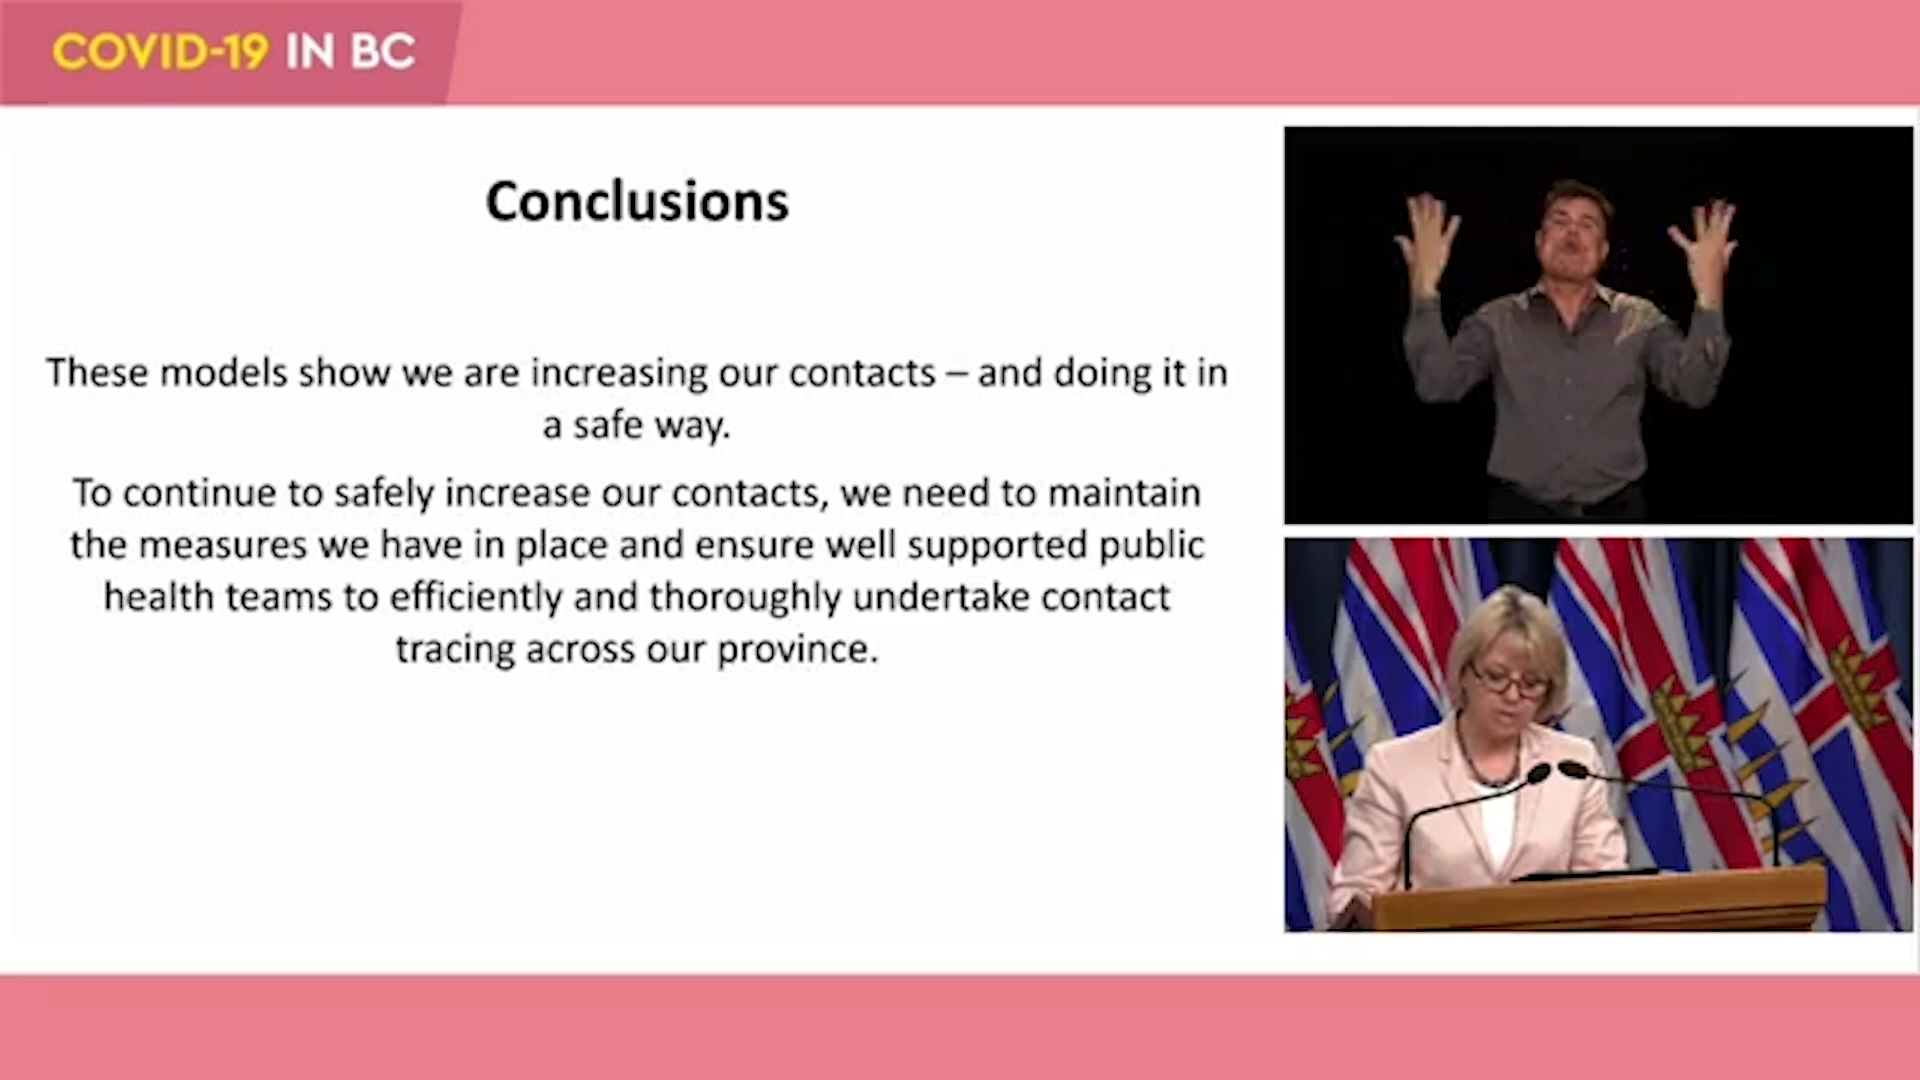 COVID-19 IN BC
Conclusions
These models show we are increasing our contacts – and doing it in
a safe way.
To continue to safely increase our contacts, we need to maintain
the measures we have in place and ensure well supported public
health teams to efficiently and thoroughly undertake contact
tracing across our province.